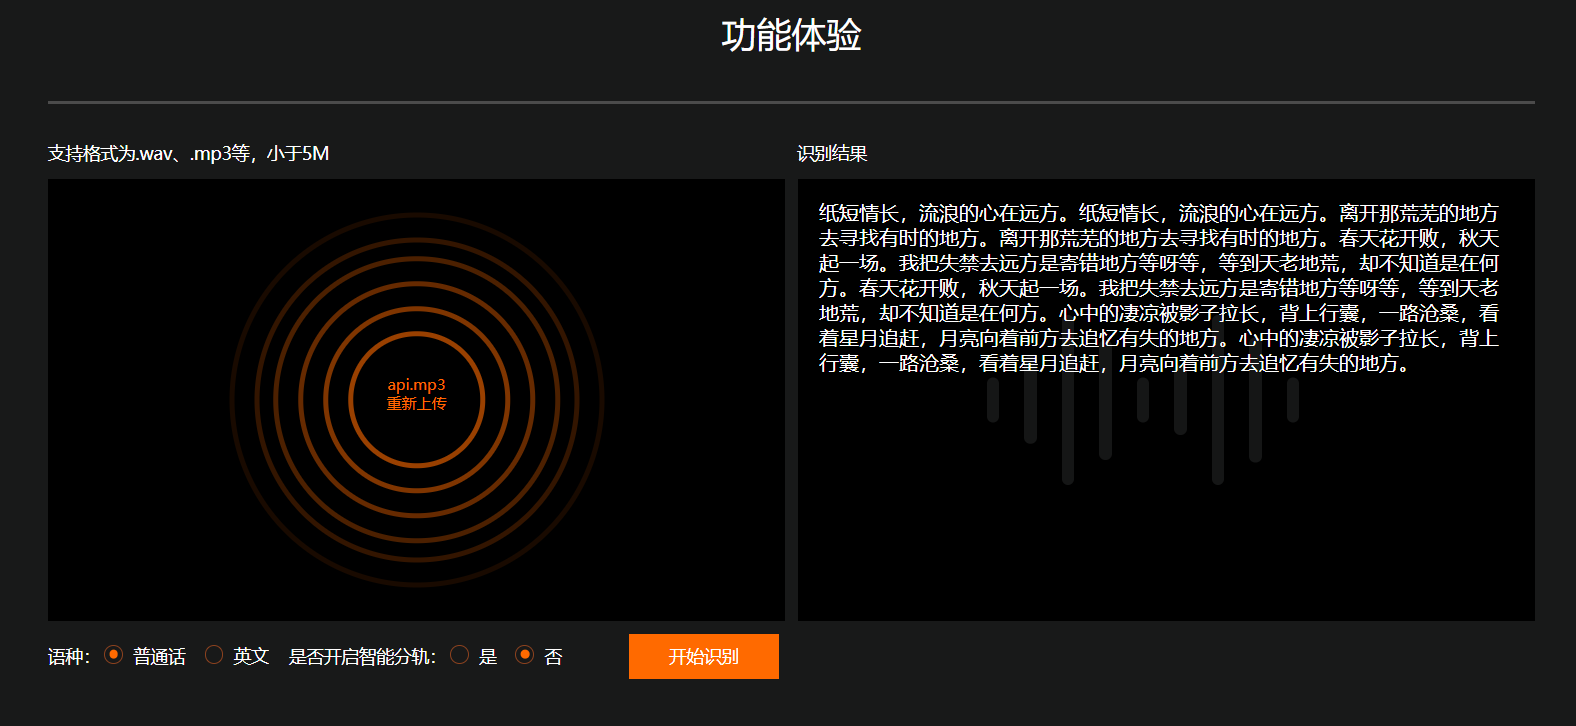 功能体验
支持格式为.wav、.mp3等，小于5M
识别结果
api.mp3
重新上传
纸短情长，流浪的心在远方。纸短情长，流浪的心在远方。离开那荒芜的地方
去寻找有时的地方。离开那荒芜的地方去寻找有时的地方。春天花开败，秋天
起一场。我把失禁去远方是寄错地方等呀等，等到天老地荒，却不知道是在何
方。春天花开败，秋天起一场。我把失禁去远方是寄错地方等呀等，等到天老
地荒，却不知道是在何方。心中的凄凉被影子拉长，背上行囊，一路沧桑，看
着星月追赶，月亮向着前方去追忆有失的地方。心中的凄凉被影子拉长，背上
行囊，一路沧桑，看着星月追赶，月亮向着前方去追忆有失的地方。
语种： 普通话 英文 是否开启智能分轨： 是 否 开始识别